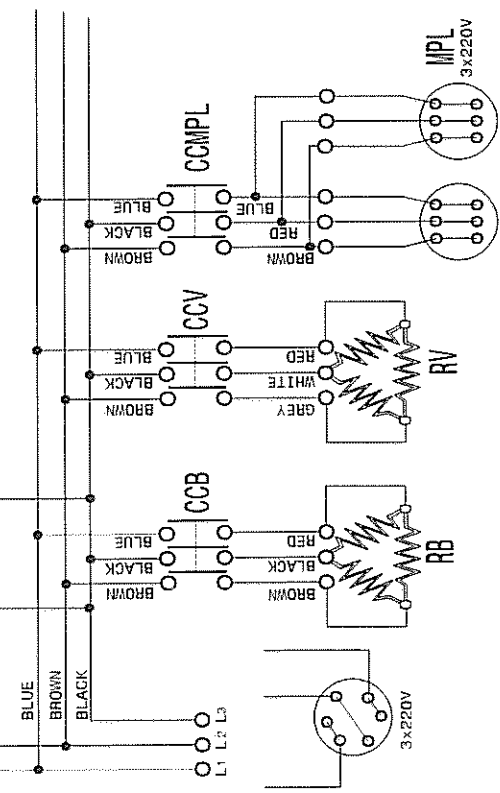 MPL
3x220V
CCMPL
BLUE
BLACK
BROWN
BLUE
RED
BROWN
CCV
BLUE
BLACK
BROWN
RED
WHITE
GREY
RV
CCB
BLUE
BLACK
BROWN
RED
BLACK
BROWN
RB
BLUE
BROWN
BLACK
L3
L2
L1
3x220V